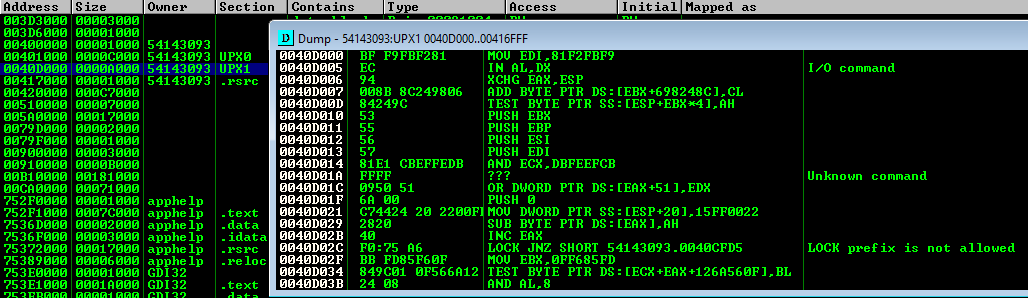 Address Size Owner Section Contains Type Access Initial Mapped as
003D3000 00003000
003D6000 00001000
00400000 00001000 54143093
00401000 0000C000 54143093 UPX0
0040D000 0000A000 54143093 UPX1
00417000 00001000 54143093 .rsrc
00420000 000C7000
00510000 00007000
005A0000 00017000
0079D000 00002000
0079F000 00001000
00900000 00003000
00910000 0000B000
00B10000 00181000
00CA0000 00071000
752F0000 00001000 apphelp
752F1000 0007C000 apphelp .text
7536D000 00002000 apphelp .data
7536F000 00003000 apphelp .idata
75372000 00017000 apphelp .rsrc
75389000 00006000 apphelp .reloc
753E0000 00001000 GDI32
753E1000 0001A000 GDI32 .text
D Dump - 54143093:UPX1 0040D000..00416FFF
0040D000 BF F9FBF281 MOV EDI,81F2FBF9
0040D005 EC IN AL,DX I/O command
0040D006 94 XCHG EAX,ESP
0040D007 008B 8C249806 ADD BYTE PTR DS:[EBX+698248C],CL
0040D00D 84249C TEST BYTE PTR SS:[ESP+EBX*4],AH
0040D010 53 PUSH EBX
0040D011 55 PUSH EBP
0040D012 56 PUSH ESI
0040D013 57 PUSH EDI
0040D014 81E1 CBEFFEDB AND ECX,DBFEEFCB
0040D01A FFFF ??? Unknown command
0040D01C 0950 51 OR DWORD PTR DS:[EAX+51],EDX
0040D01F 6A 00 PUSH 0
0040D021 C74424 20 2200F MOV DWORD PTR SS:[ESP+20],15FF0022
0040D029 2820 SUB BYTE PTR DS:[EAX],AH
0040D02B 40 INC EAX
0040D02C F0:75 A6 LOCK JNZ SHORT 54143093.0040CFD5 LOCK prefix is not allowed
0040D02F BB FD85F60F MOV EBX,0FF685FD
0040D034 849C01 0F566A12 TEST BYTE PTR DS:[ECX+EAX+126A560F],BL
0040D03B 24 08 AND AL,8